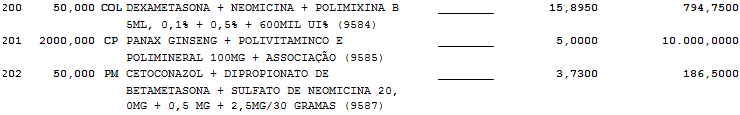 200 50,000 COL DEXAMETASONA + NEOMICINA + POLIMIXINA B ________ 15,8950 794,7500
5ML, 0,1% + 0,5% + 600MIL UI% (9584)
201 2000,000 CP PANAX GINSENG + POLIVITAMINCO E ________ 5,0000 10.000,0000
POLIMINERAL 100MG + ASSOCIAÇÃO (9585)
202 50,000 PM CETOCONAZOL + DIPROPIONATO DE ________ 3,7300 186,5000
BETAMETASONA + SULFATO DE NEOMICINA 20,
0MG + 0,5 MG + 2,5MG/30 GRAMAS (9587)